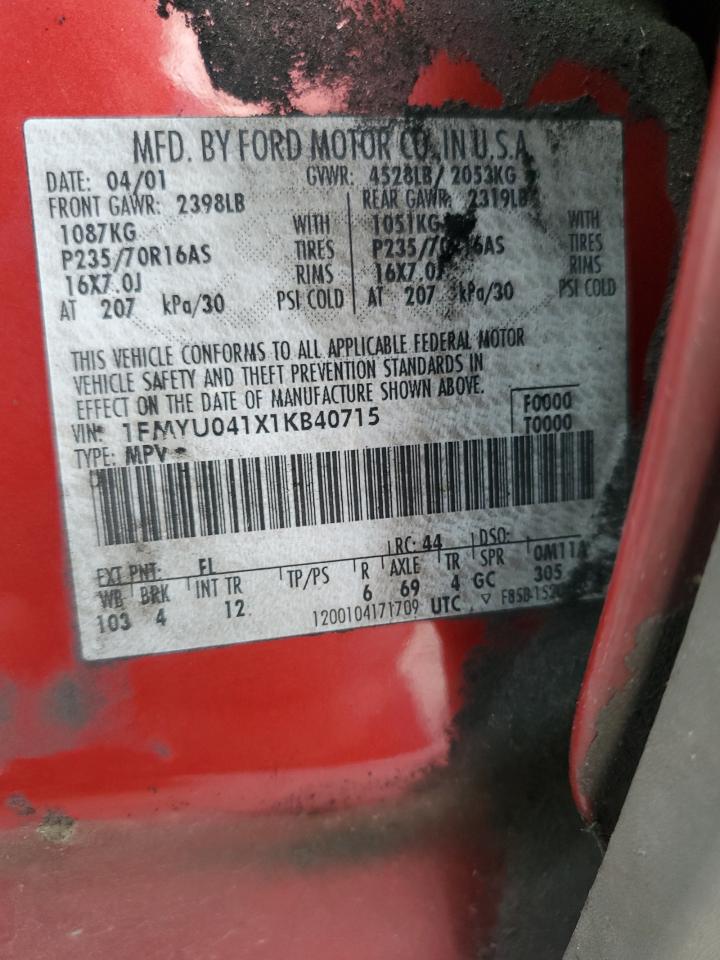 MFD. BY FORD MOTOR CO. IN U.S.A.
DATE: 04/01 GVWR: 4528LB/ 2053KG
FRONT GAWR: 2398LB REAR GAWR: 2319LB
1087KG WITH 1051KG WITH
P235/70R16AS TIRES P235/70R16AS TIRES
16X7.0J RIMS 16X7.0J RIMS
AT 207 kPa/30 PSI COLD AT 207 kPa/30 PSI COLD
THIS VEHICLE CONFORMS TO ALL APPLICABLE FEDERAL MOTOR
VEHICLE SAFETY AND THEFT PREVENTION STANDARDS IN
EFFECT ON THE DATE OF MANUFACTURE SHOWN ABOVE.
VIN: 1FMYU041X1KB40715 F0000
TYPE: MPV T0000
EXT PNT: EL RC: 44 DSO:
WB BRK INT TR TP/PS R AXLE TR SPR 0M11A
103 4 12 6 69 4 GC 305
1200104171709 UTC ▽